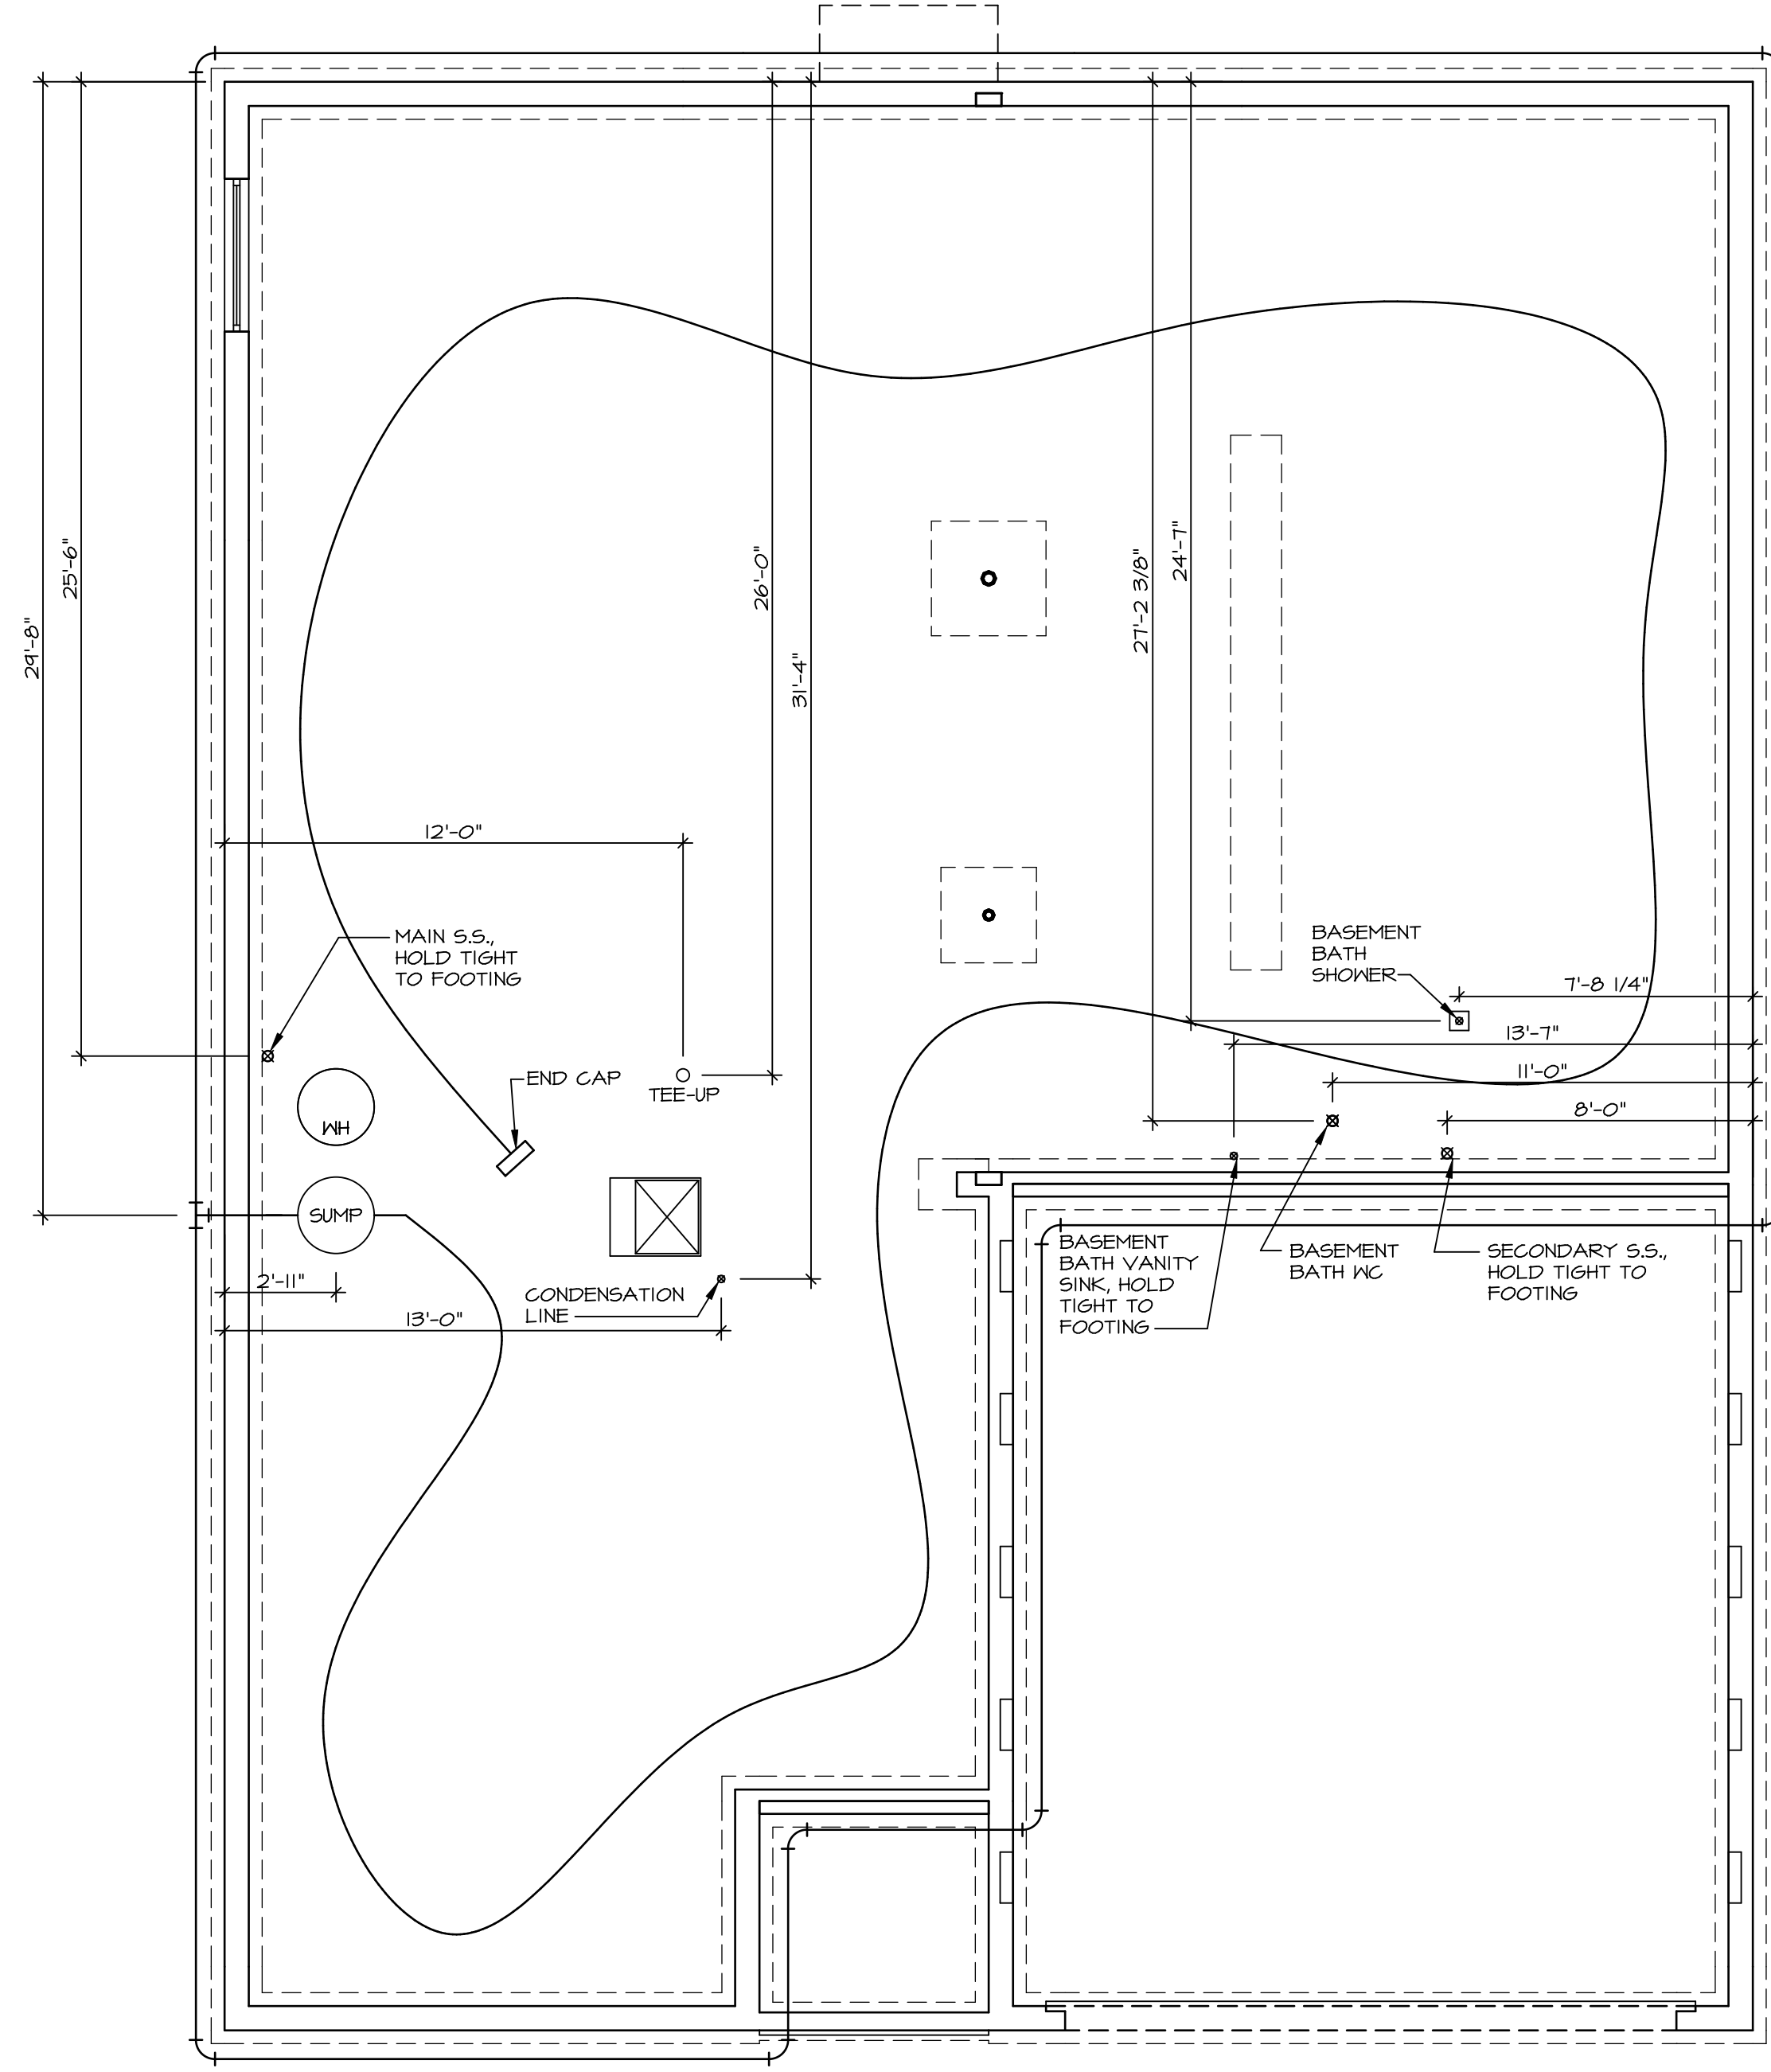 25'-6"
29'-8"
26'-0"
31'-4"
27'-2 3/8"
24'-7"
12'-0"
MAIN S.S.,
HOLD TIGHT
TO FOOTING
BASEMENT
BATH
SHOWER
7'-8 1/4"
13'-7"
11'-0"
8'-0"
END CAP
TEE-UP
WH
SUMP
2'-11"
CONDENSATION
LINE
13'-0"
BASEMENT
BATH VANITY
SINK, HOLD
TIGHT TO
FOOTING
BASEMENT
BATH WC
SECONDARY S.S.,
HOLD TIGHT TO
FOOTING